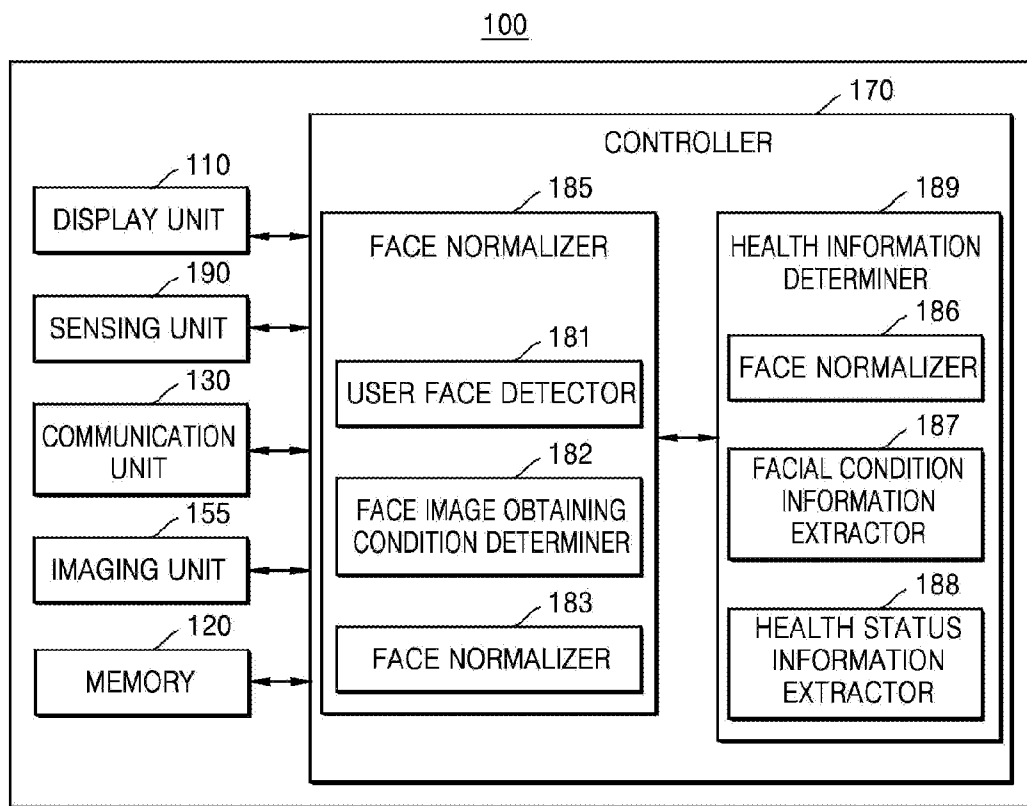 100
170
CONTROLLER
110
DISPLAY UNIT
190
SENSING UNIT
130
COMMUNICATION
UNIT
155
IMAGING UNIT
120
MEMORY
185
FACE NORMALIZER
181
USER FACE DETECTOR
182
FACE IMAGE OBTAINING
CONDITION DETERMINER
183
FACE NORMALIZER
189
HEALTH INFORMATION
DETERMINER
186
FACE NORMALIZER
187
FACIAL CONDITION
INFORMATION
EXTRACTOR
188
HEALTH STATUS
INFORMATION
EXTRACTOR